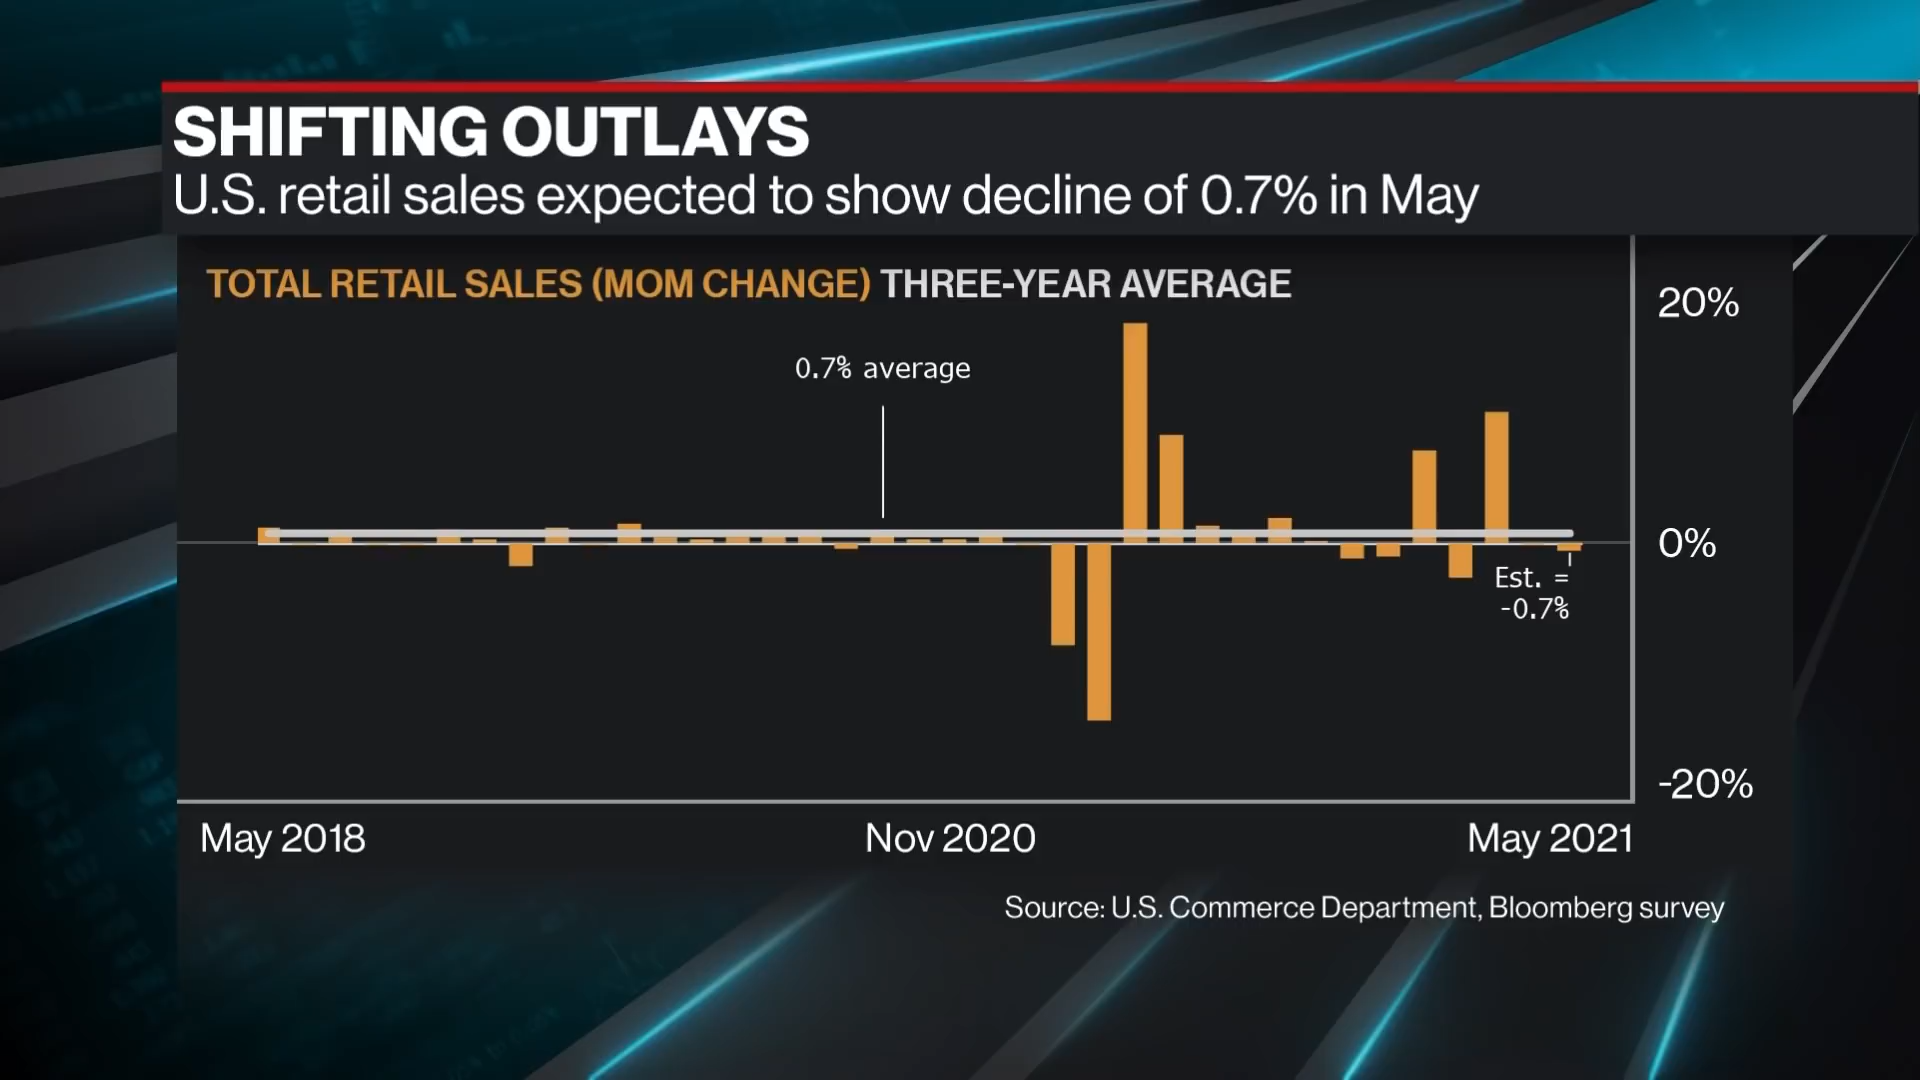 SHIFTING OUTLAYS
U.S. retail sales expected to show decline of 0.7% in May
TOTAL RETAIL SALES (MOM CHANGE) THREE-YEAR AVERAGE
20%
0.7% average
0%
Est. =
-0.7%
-20%
May 2018 Nov 2020 May 2021
Source: U.S. Commerce Department, Bloomberg survey